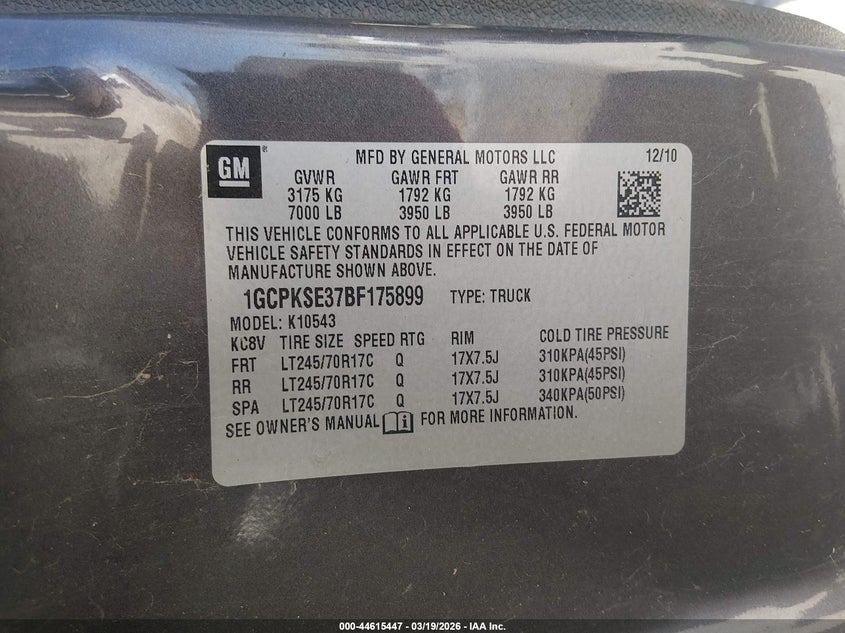 GM ®
MFD BY GENERAL MOTORS LLC 12/10
GVWR GAWR FRT GAWR RR
3175 KG 1792 KG 1792 KG
7000 LB 3950 LB 3950 LB
THIS VEHICLE CONFORMS TO ALL APPLICABLE U.S. FEDERAL MOTOR
VEHICLE SAFETY STANDARDS IN EFFECT ON THE DATE OF
MANUFACTURE SHOWN ABOVE.
1GCPKSE37BF175899 TYPE: TRUCK
MODEL: K10543
KC8V TIRE SIZE SPEED RTG RIM COLD TIRE PRESSURE
FRT LT245/70R17C Q 17X7.5J 310KPA(45PSI)
RR LT245/70R17C Q 17X7.5J 310KPA(45PSI)
SPA LT245/70R17C Q 17X7.5J 340KPA(50PSI)
SEE OWNER'S MANUAL FOR MORE INFORMATION.
000-44615447 - 03/19/2026 - IAA Inc.